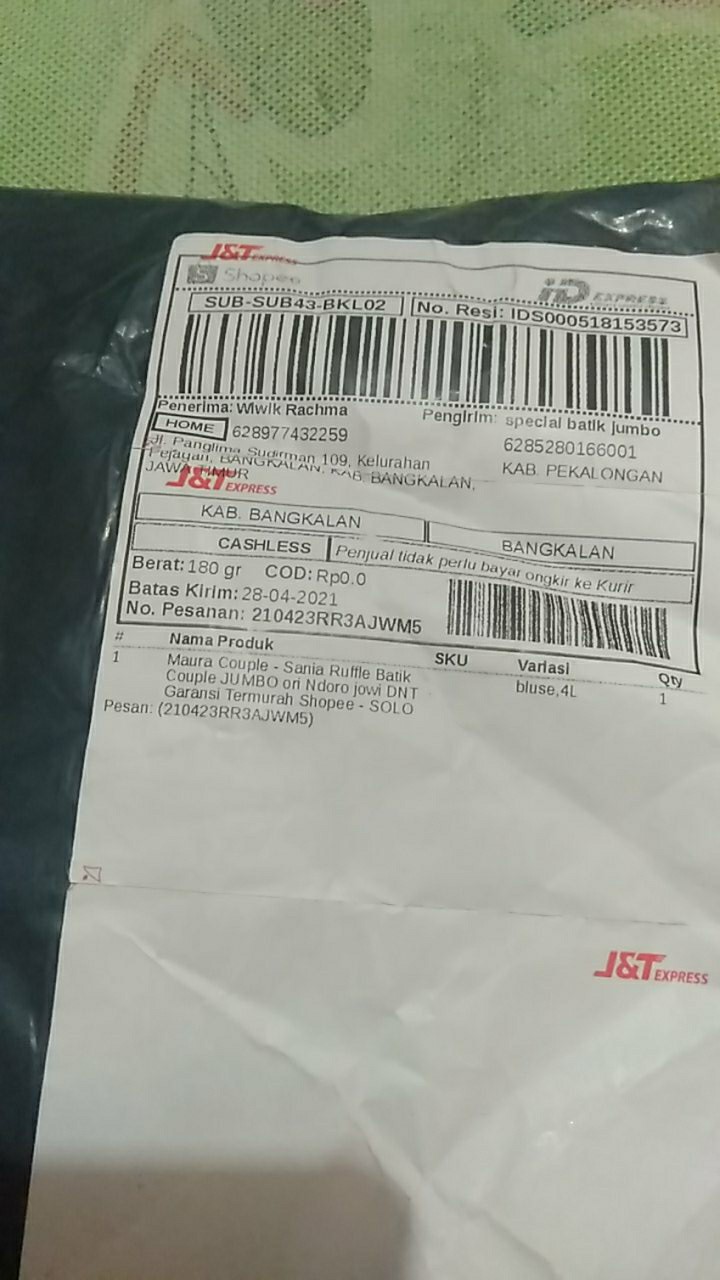 J&T EXPRESS
Shopee
iD EXPRESS
SUB-SUB43-BKL02
No. Resi: IDS000518153573
Penerima: Wiwik Rachma
Pengirim: special batik jumbo
HOME 628977432259
6285280166001
Jl. Panglima Sudirman 109, Kelurahan
KAB. PEKALONGAN
Pejagan, BANGKALAN, KAB. BANGKALAN,
JAWA TIMUR
J&T EXPRESS
KAB. BANGKALAN
BANGKALAN
CASHLESS
Penjual tidak perlu bayar ongkir ke Kurir
Berat: 180 gr COD: Rp0.0
Batas Kirim: 28-04-2021
No. Pesanan: 210423RR3AJWM5
# Nama Produk SKU Variasi Qty
1 Maura Couple - Sania Ruffle Batik bluse,4L 1
Couple JUMBO ori Ndoro jowi DNT
Garansi Termurah Shopee - SOLO
Pesan: (210423RR3AJWM5)
J&T EXPRESS